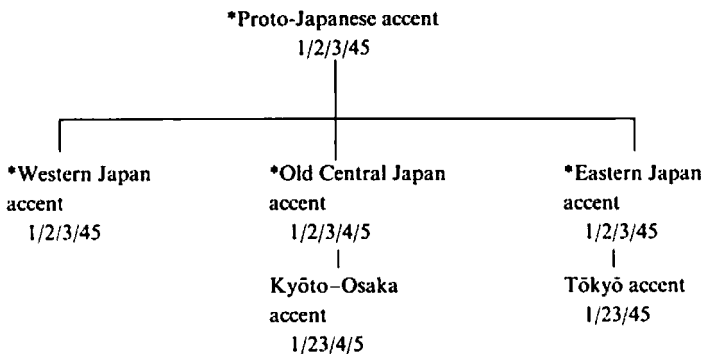 *Proto-Japanese accent
1/2/3/45
*Western Japan
accent
1/2/3/45
*Old Central Japan
accent
1/2/3/4/5
Kyōto–Osaka
accent
1/23/4/5
*Eastern Japan
accent
1/2/3/45
Tōkyō accent
1/23/45